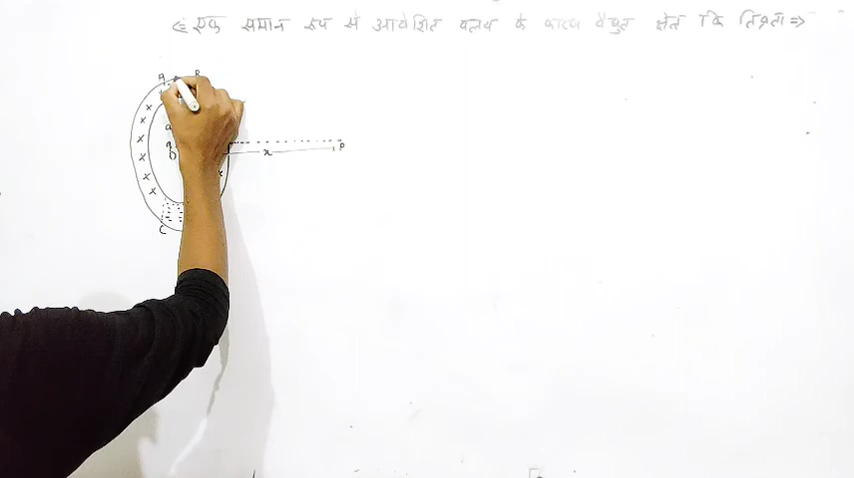 ⇐ एक समान रूप से आवेशित वलय के कारण वैधुत क्षेत्र कि तिव्रता ⇒
A B
a
x P
O
C